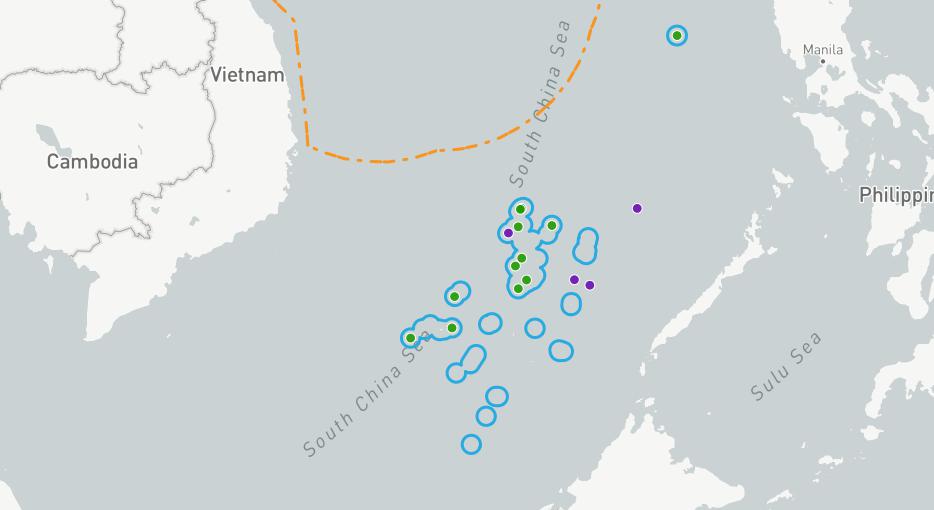 South China Sea
Manila
Vietnam
Cambodia
Philippin
South China Sea
Sulu Sea